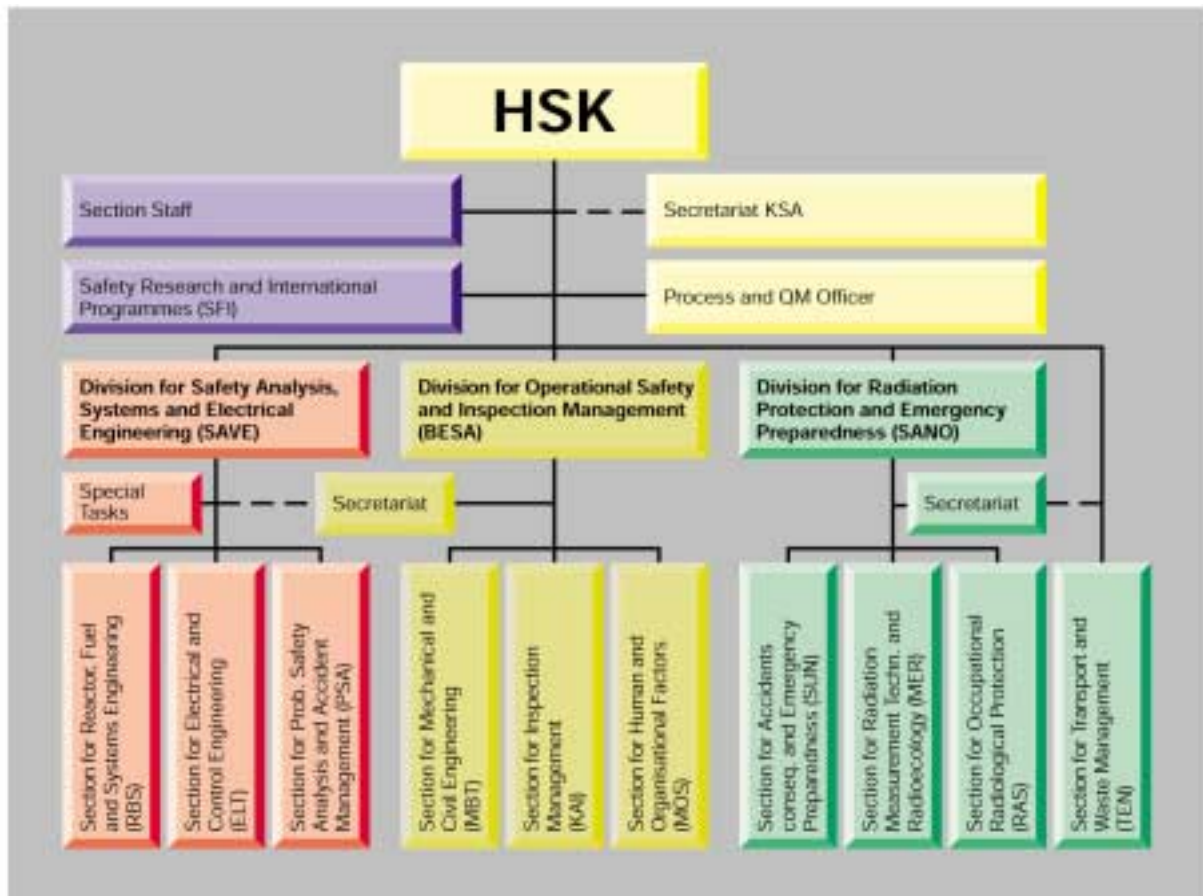 HSK
Section Staff
Secretariat KSA
Safety Research and International
Programmes (SFI)
Process and QM Officer
Division for Safety Analysis,
Systems and Electrical
Engineering (SAVE)
Division for Operational Safety
and Inspection Management
(BESA)
Division for Radiation
Protection and Emergency
Preparedness (SANO)
Special
Tasks
Secretariat
Secretariat
Section for Reactor, Fuel
and Systems Engineering
(RBS)
Section for Electrical and
Control Engineering
(ELT)
Section for Prob. Safety
Analysis and Accident
Management (PSA)
Section for Mechanical and
Civil Engineering
(MBT)
Section for Inspection
Management
(KAI)
Section for Human and
Organisational Factors
(MOS)
Section for Accidents
conseq. and Emergency
Preparedness (SUN)
Section for Radiation
Measurement Techn. and
Radioecology (MER)
Section for Occupational
Radiological Protection
(RAS)
Section for Transport and
Waste Management
(TEN)